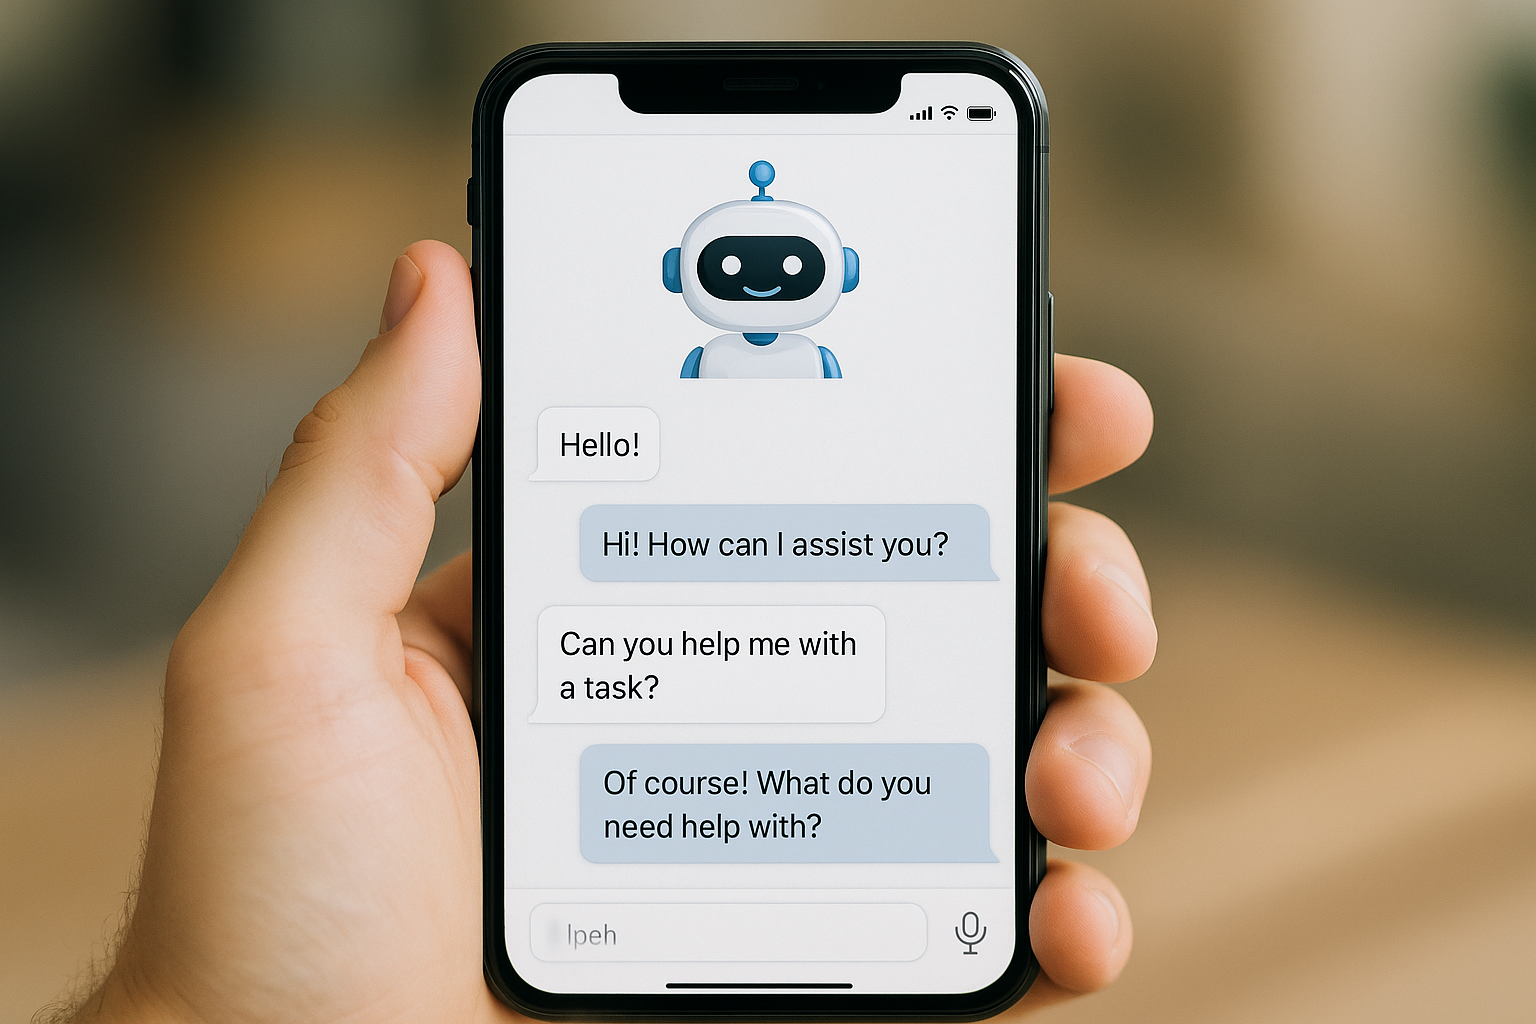 Hello!
Hi! How can I assist you?
Can you help me with
a task?
Of course! What do you
need help with?
lpeh